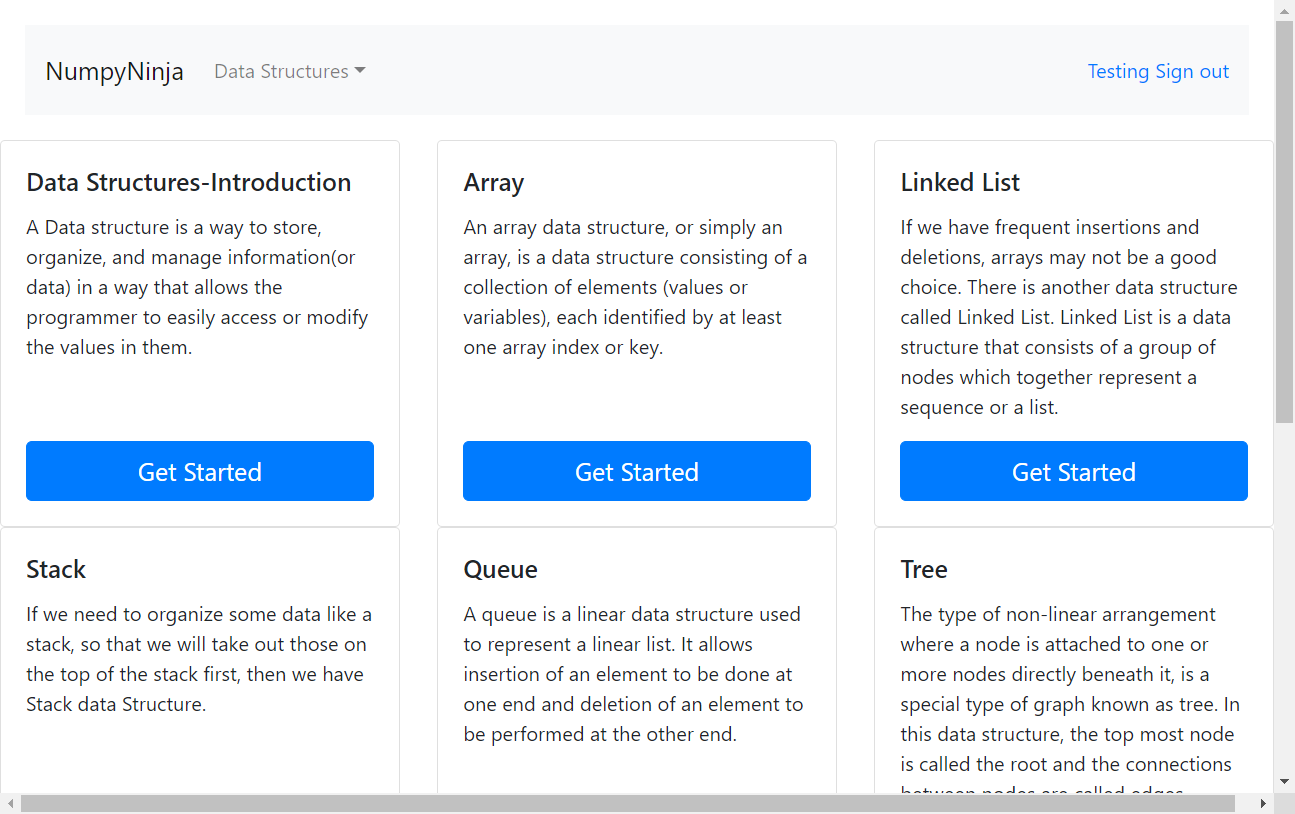 NumpyNinja
Data Structures
Testing Sign out
Data Structures-Introduction
A Data structure is a way to store,
organize, and manage information(or
data) in a way that allows the
programmer to easily access or modify
the values in them.
Get Started
Array
An array data structure, or simply an
array, is a data structure consisting of a
collection of elements (values or
variables), each identified by at least
one array index or key.
Get Started
Linked List
If we have frequent insertions and
deletions, arrays may not be a good
choice. There is another data structure
called Linked List. Linked List is a data
structure that consists of a group of
nodes which together represent a
sequence or a list.
Get Started
Stack
If we need to organize some data like a
stack, so that we will take out those on
the top of the stack first, then we have
Stack data Structure.
Queue
A queue is a linear data structure used
to represent a linear list. It allows
insertion of an element to be done at
one end and deletion of an element to
be performed at the other end.
Tree
The type of non-linear arrangement
where a node is attached to one or
more nodes directly beneath it, is a
special type of graph known as tree. In
this data structure, the top most node
is called the root and the connections
between nodes are called edges